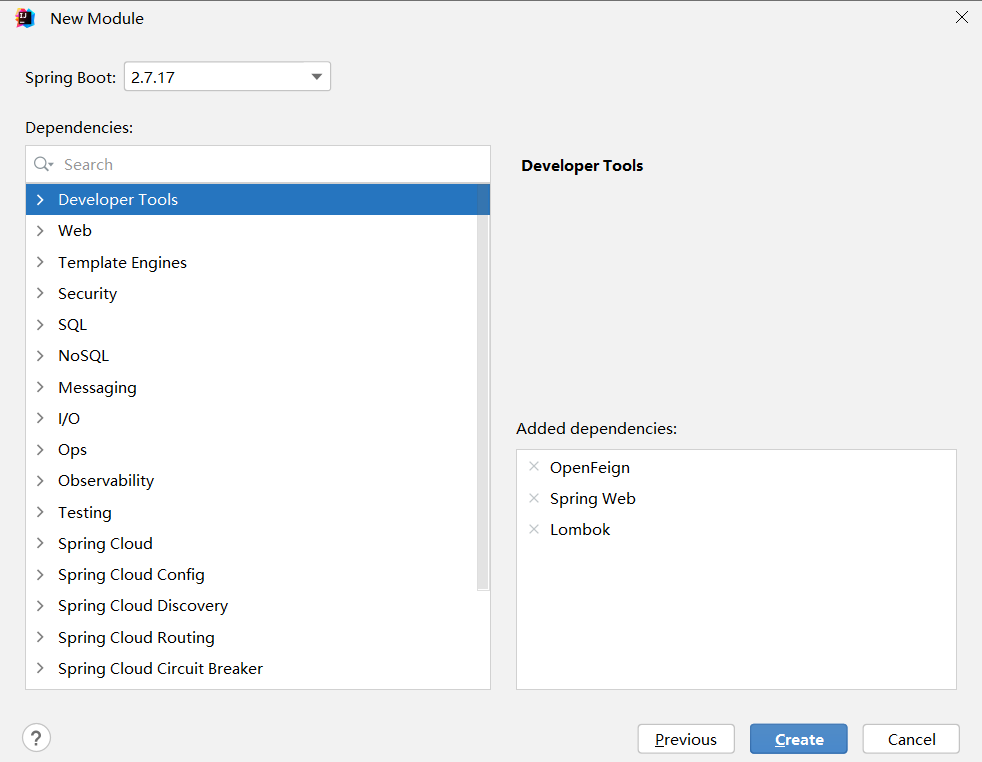 New Module
Spring Boot: 2.7.17
Dependencies:
Search
Developer Tools
Web
Template Engines
Security
SQL
NoSQL
Messaging
I/O
Ops
Observability
Testing
Spring Cloud
Spring Cloud Config
Spring Cloud Discovery
Spring Cloud Routing
Spring Cloud Circuit Breaker
Developer Tools
Added dependencies:
OpenFeign
Spring Web
Lombok
?
Previous
Create
Cancel